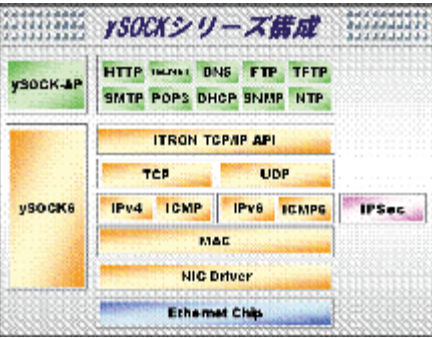 ySOCKシリーズ構成
ySOCK-AP
HTTP TELNET DNS FTP TFTP
SMTP POP3 DHCP SNMP NTP
ySOCK6
ITRON TCP/IP API
TCP UDP
IPv4 ICMP IPv6 ICMP6 IPSec
MAC
NIC Driver
Ethernet Chip